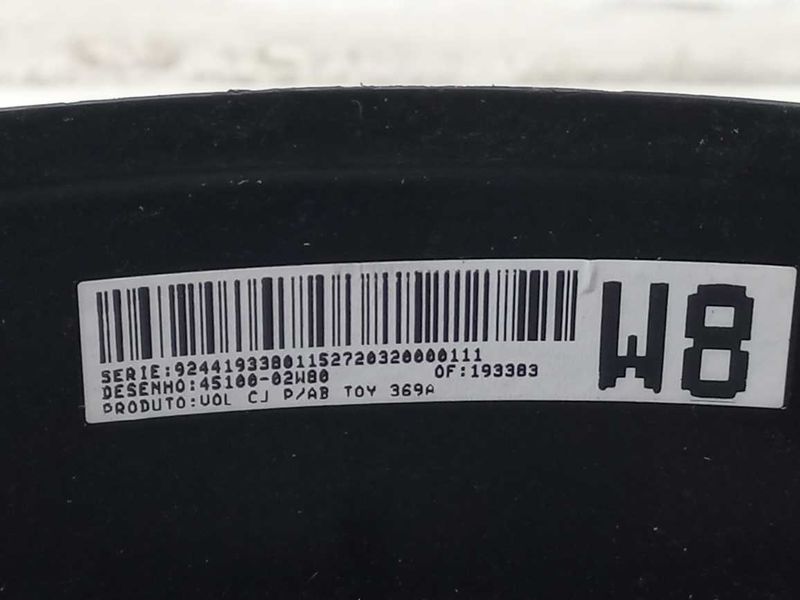 SERIE:92441933801152720320000111
DESENHO:45100-02W80 OF:193383
PRODUTO:VOL CJ P/AB TOY 369A
W8